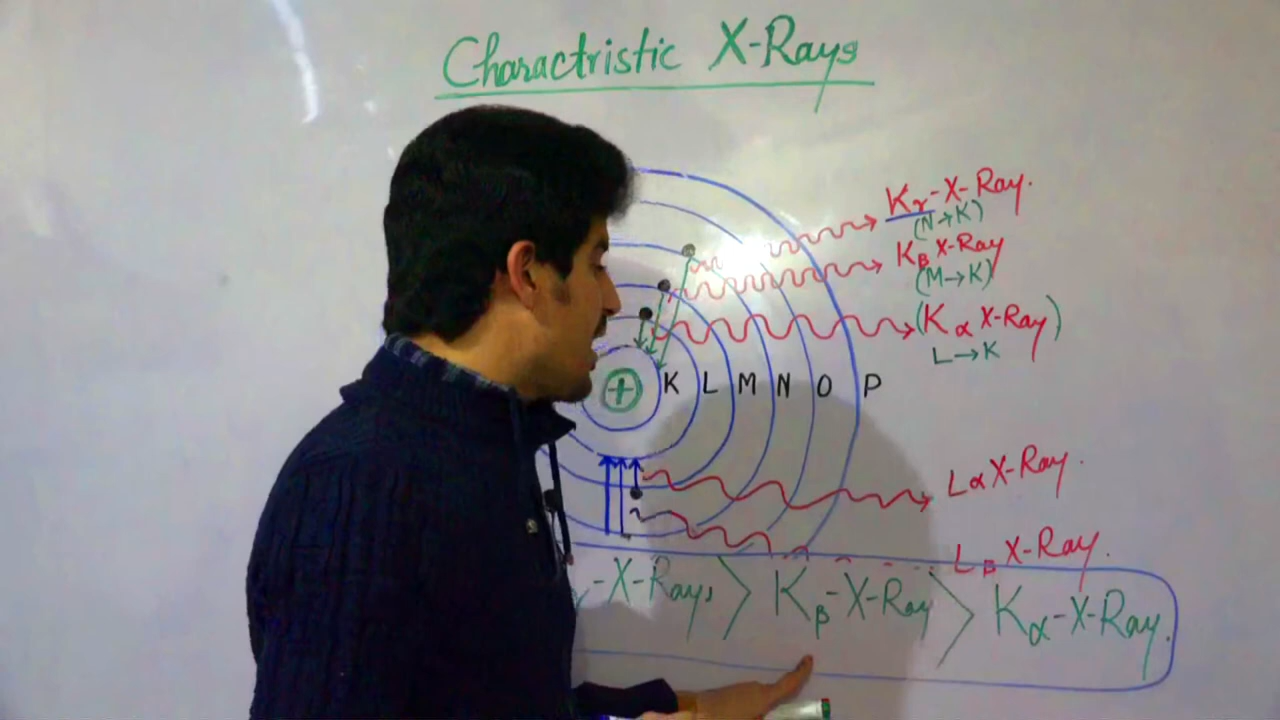 Charactristic X-Rays
Kγ-X-Ray.
(N→K)
Kβ X-Ray
(M→K)
(Kα X-Ray)
L→K
+ K L M N O P
Lα X-Ray.
Lβ X-Ray.
-X-Rays > Kβ-X-Ray > Kα-X-Ray.